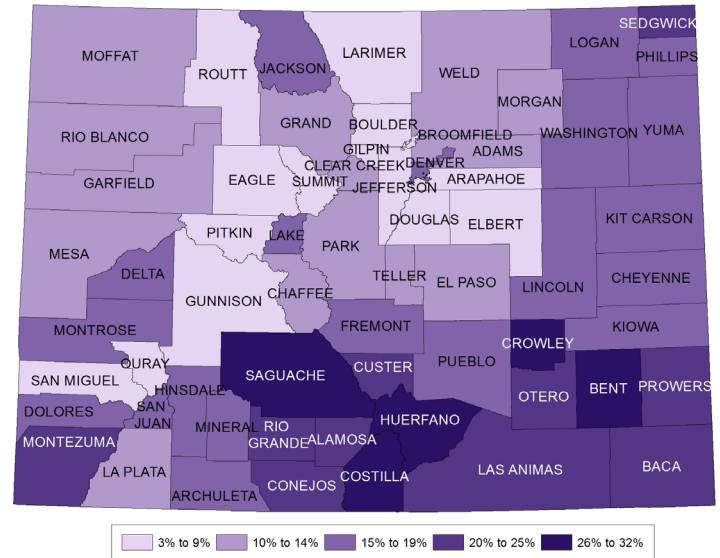 SEDGWICK
LOGAN
LARIMER
MOFFAT
PHILLIPS
JACKSON
ROUTT
WELD
MORGAN
GRAND
BOULDER
RIO BLANCO
BROOMFIELD
WASHINGTON
YUMA
GILPIN
ADAMS
CLEAR CREEK
DENVER
GARFIELD
EAGLE
SUMMIT
JEFFERSON
ARAPAHOE
DOUGLAS
ELBERT
KIT CARSON
PITKIN
LAKE
PARK
MESA
DELTA
TELLER
EL PASO
CHEYENNE
LINCOLN
CHAFFEE
GUNNISON
MONTROSE
FREMONT
KIOWA
CROWLEY
OURAY
PUEBLO
CUSTER
SAGUACHE
SAN MIGUEL
HINSDALE
OTERO
BENT
PROWERS
DOLORES
SAN
JUAN
MINERAL
RIO
GRANDE
ALAMOSA
HUERFANO
MONTEZUMA
LA PLATA
COSTILLA
LAS ANIMAS
BACA
CONEJOS
ARCHULETA
3% to 9%
10% to 14%
15% to 19%
20% to 25%
26% to 32%